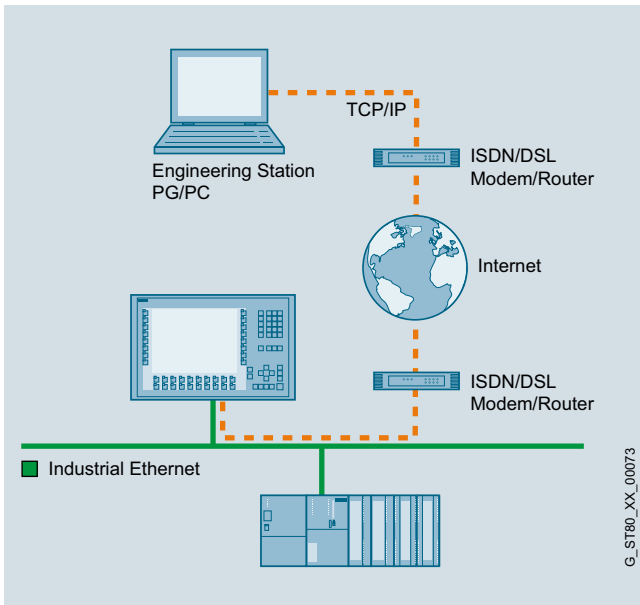 TCP/IP
Engineering Station
PG/PC
ISDN/DSL
Modem/Router
Internet
ISDN/DSL
Modem/Router
Industrial Ethernet
G_ST80_XX_00073